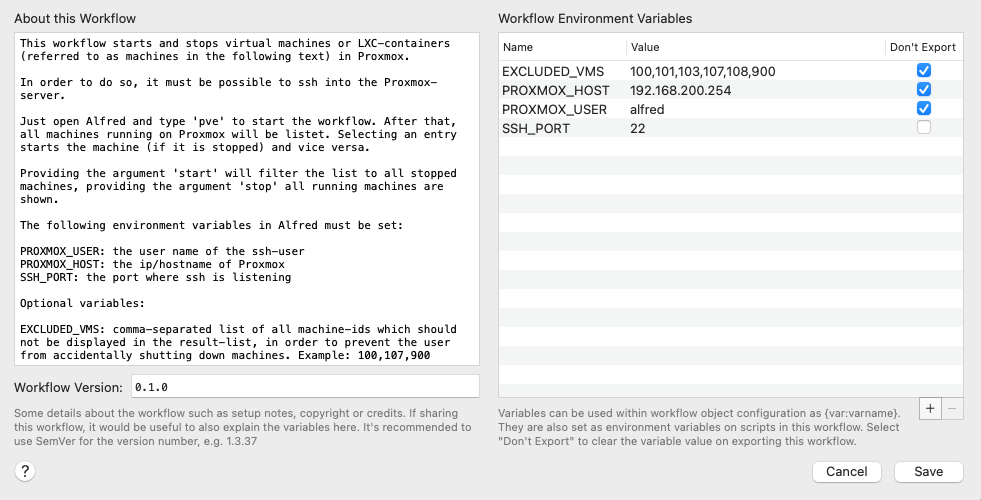 About this Workflow
This workflow starts and stops virtual machines or LXC-containers
(referred to as machines in the following text) in Proxmox.
In order to do so, it must be possible to ssh into the Proxmox-
server.
Just open Alfred and type 'pve' to start the workflow. After that,
all machines running on Proxmox will be listet. Selecting an entry
starts the machine (if it is stopped) and vice versa.
Providing the argument 'start' will filter the list to all stopped
machines, providing the argument 'stop' all running machines are
shown.
The following environment variables in Alfred must be set:
PROXMOX_USER: the user name of the ssh-user
PROXMOX_HOST: the ip/hostname of Proxmox
SSH_PORT: the port where ssh is listening
Optional variables:
EXCLUDED_VMS: comma-separated list of all machine-ids which should
not be displayed in the result-list, in order to prevent the user
from accidentally shutting down machines. Example: 100,107,900
Workflow Version: 0.1.0
Some details about the workflow such as setup notes, copyright or credits. If sharing
this workflow, it would be useful to also explain the variables here. It's recommended to
use SemVer for the version number, e.g. 1.3.37
?
Workflow Environment Variables
Name Value Don't Export
EXCLUDED_VMS 100,101,103,107,108,900
PROXMOX_HOST 192.168.200.254
PROXMOX_USER alfred
SSH_PORT 22
+ −
Variables can be used within workflow object configuration as {var:varname}.
They are also set as environment variables on scripts in this workflow. Select
"Don't Export" to clear the variable value on exporting this workflow.
Cancel Save